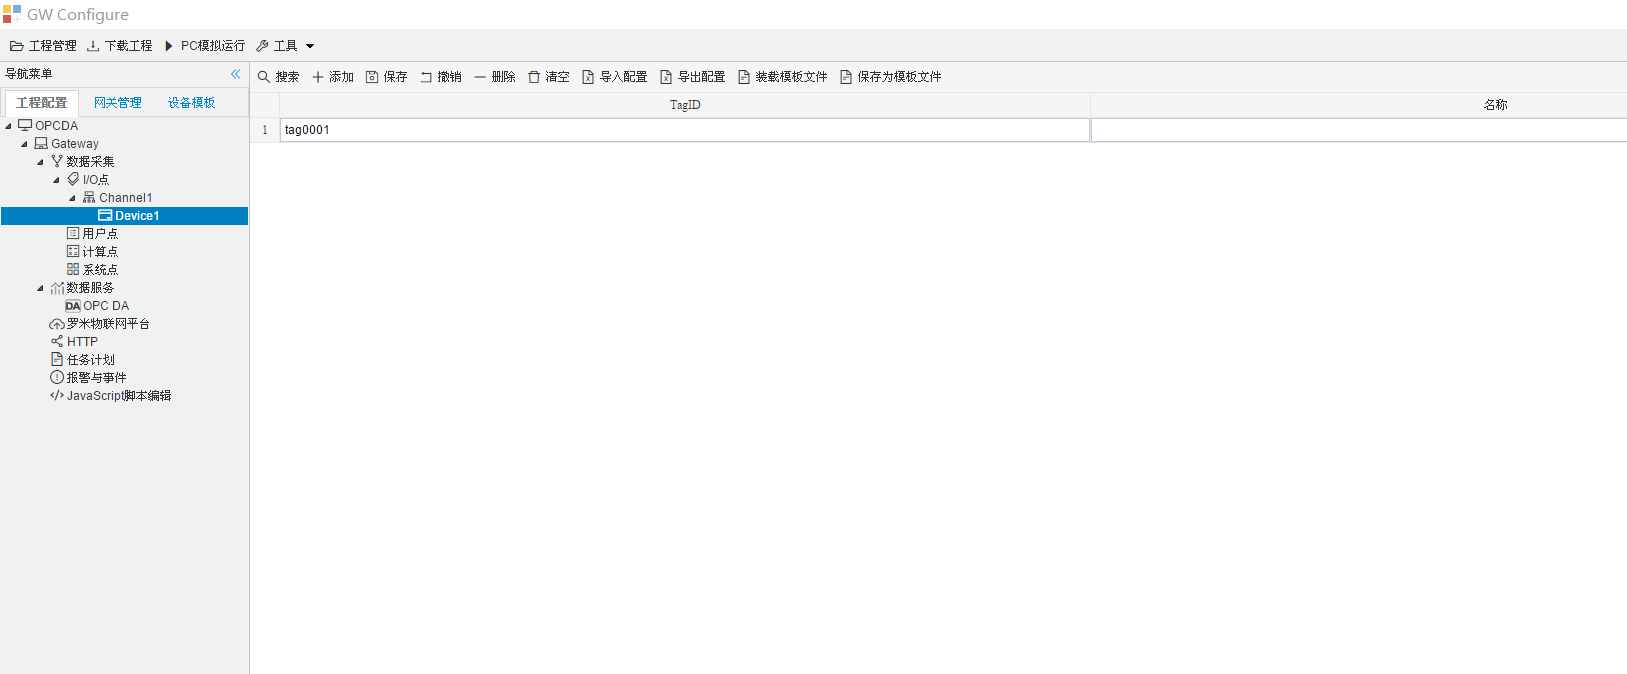 GW Configure
工程管理 下载工程 PC模拟运行 工具
导航菜单
搜索 添加 保存 撤销 删除 清空 导入配置 导出配置 装载模板文件 保存为模板文件
工程配置 网关管理 设备模板
TagID 名称
1 tag0001
OPCDA
Gateway
数据采集
I/O点
Channel1
Device1
用户点
计算点
系统点
数据服务
DA OPC DA
罗米物联网平台
HTTP
任务计划
报警与事件
JavaScript脚本编辑